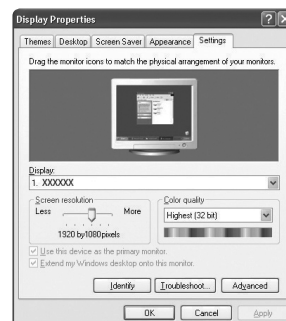 Display Properties
Themes Desktop Screen Saver Appearance Settings
Drag the monitor icons to match the physical arrangement of your monitors.
Display:
1. XXXXXX
Screen resolution
Less More
1920 by1080 pixels
Color quality
Highest (32 bit)
Use this device as the primary monitor.
Extend my Windows desktop onto this monitor.
Identify Troubleshoot... Advanced
OK Cancel Apply